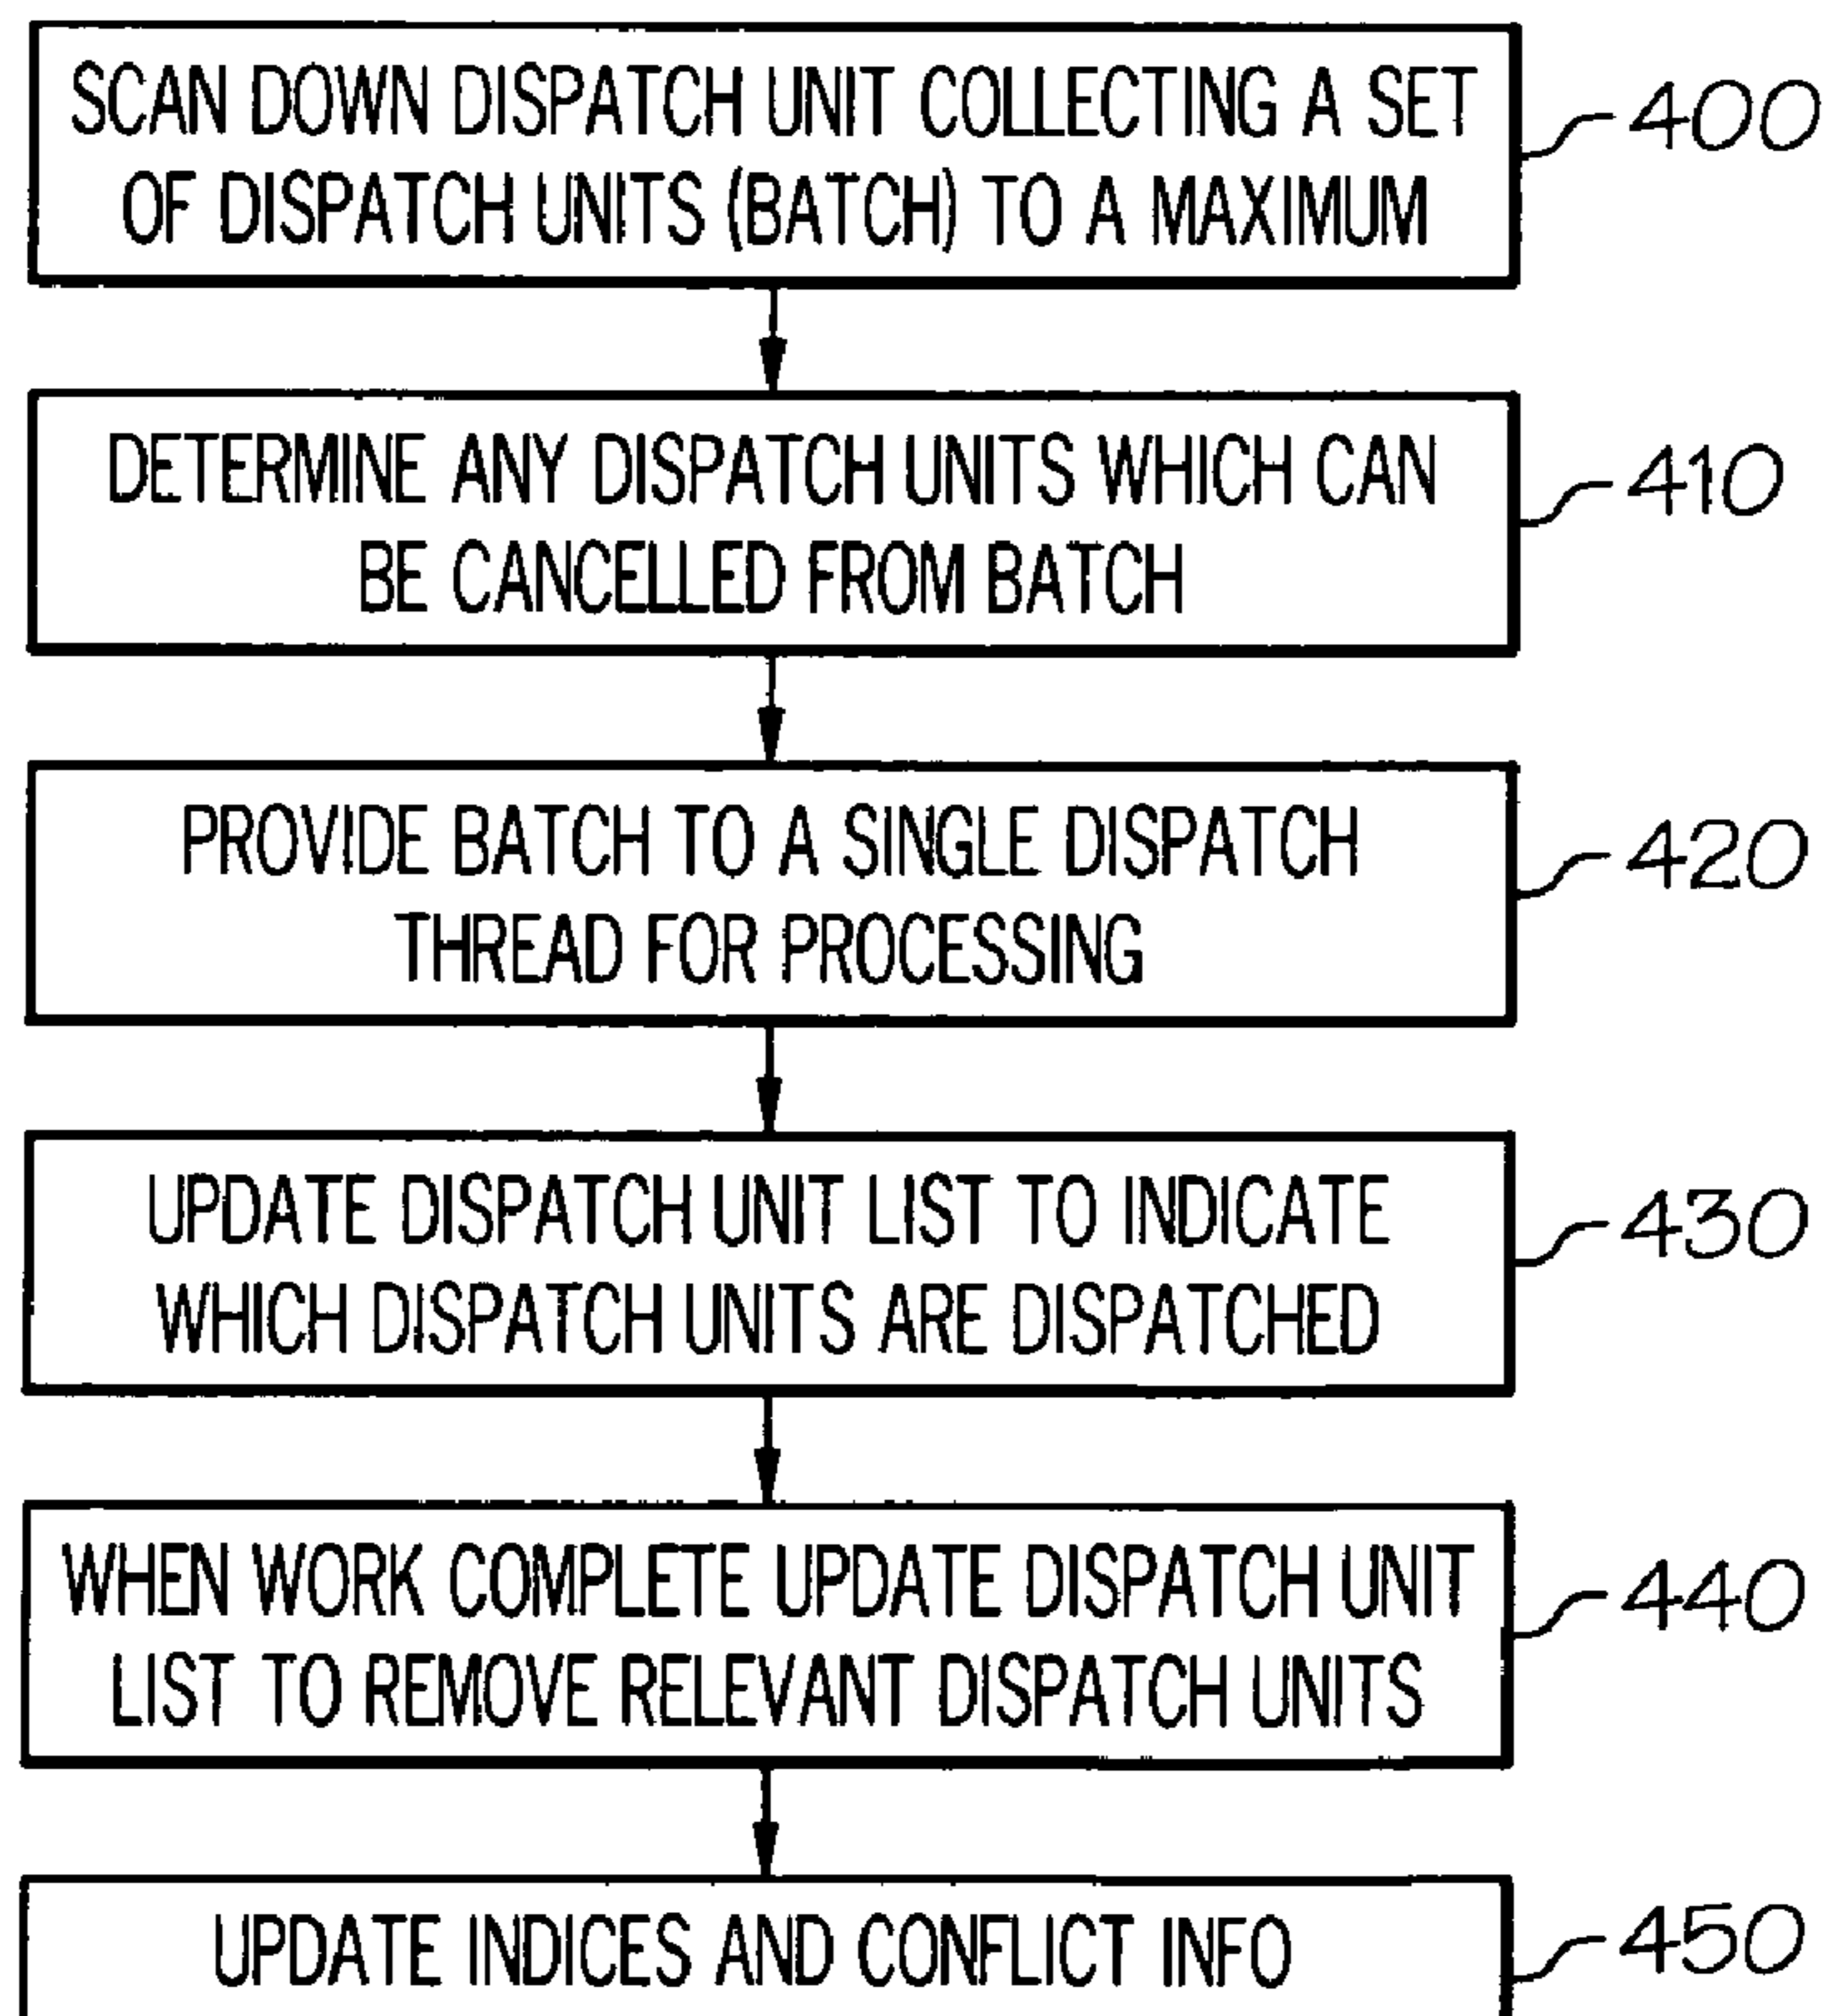 SCAN DOWN DISPATCH UNIT COLLECTING A SET
OF DISPATCH UNITS (BATCH) TO A MAXIMUM
400
DETERMINE ANY DISPATCH UNITS WHICH CAN
BE CANCELLED FROM BATCH
410
PROVIDE BATCH TO A SINGLE DISPATCH
THREAD FOR PROCESSING
420
UPDATE DISPATCH UNIT LIST TO INDICATE
WHICH DISPATCH UNITS ARE DISPATCHED
430
WHEN WORK COMPLETE UPDATE DISPATCH UNIT
LIST TO REMOVE RELEVANT DISPATCH UNITS
440
UPDATE INDICES AND CONFLICT INFO
450